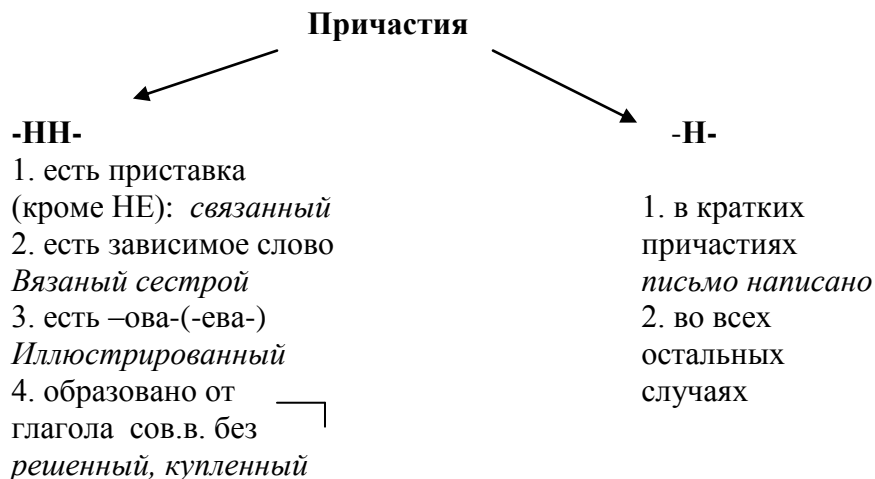 Причастия
-НН-
1. есть приставка
(кроме НЕ): связанный
2. есть зависимое слово
Вязаный сестрой
3. есть –ова-(-ева-)
Иллюстрированный
4. образовано от
глагола сов.в. без
решенный, купленный
-Н-
1. в кратких
причастиях
письмо написано
2. во всех
остальных
случаях